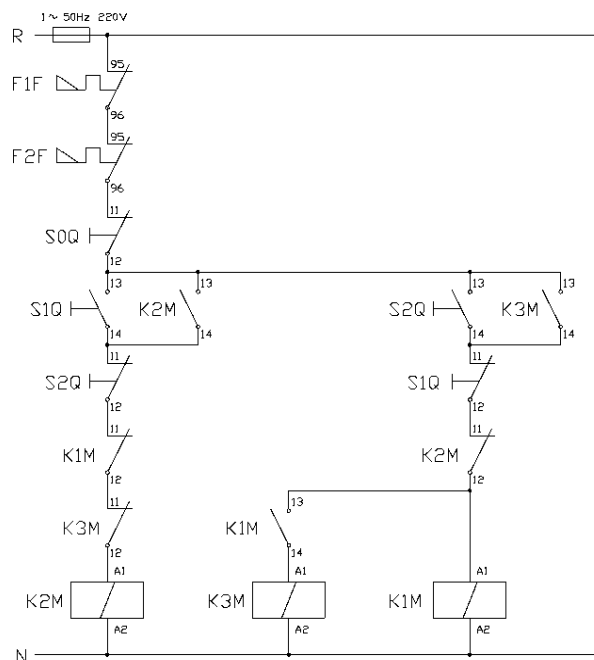 1 ~ 50Hz 220V
R
95
F1F
96
95
F2F
96
11
S0Q
12
13 13 13 13
S1Q K2M S2Q K3M
14 14 14 14
11 11
S2Q S1Q
12 12
11 11
K1M K2M
12 12
11 13
K3M K1M
12 14
A1 A1 A1
K2M K3M K1M
A2 A2 A2
N